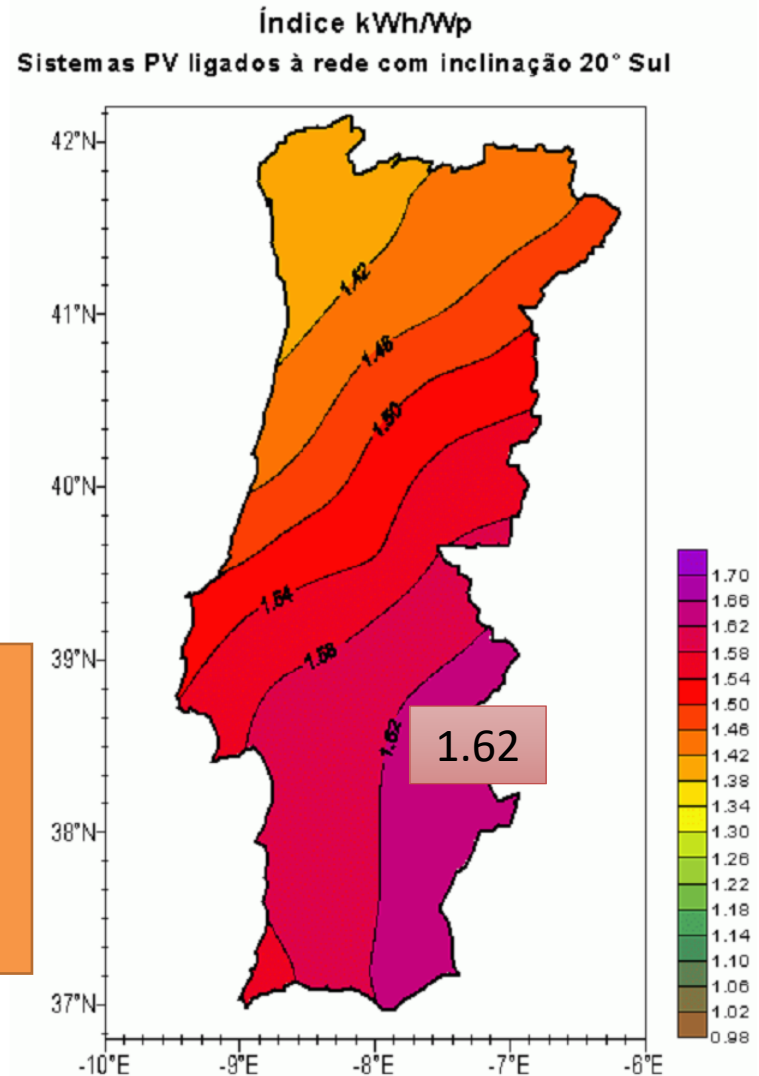 Índice kWh/Wp
Sistemas PV ligados à rede com inclinação 20° Sul
42°N
41°N
40°N
39°N
38°N
37°N
-10°E
-9°E
-8°E
-7°E
-6°E
1.42
1.46
1.50
1.54
1.58
1.62
1.62
1.70
1.66
1.62
1.58
1.54
1.50
1.46
1.42
1.38
1.34
1.30
1.26
1.22
1.18
1.14
1.10
1.06
1.02
0.98